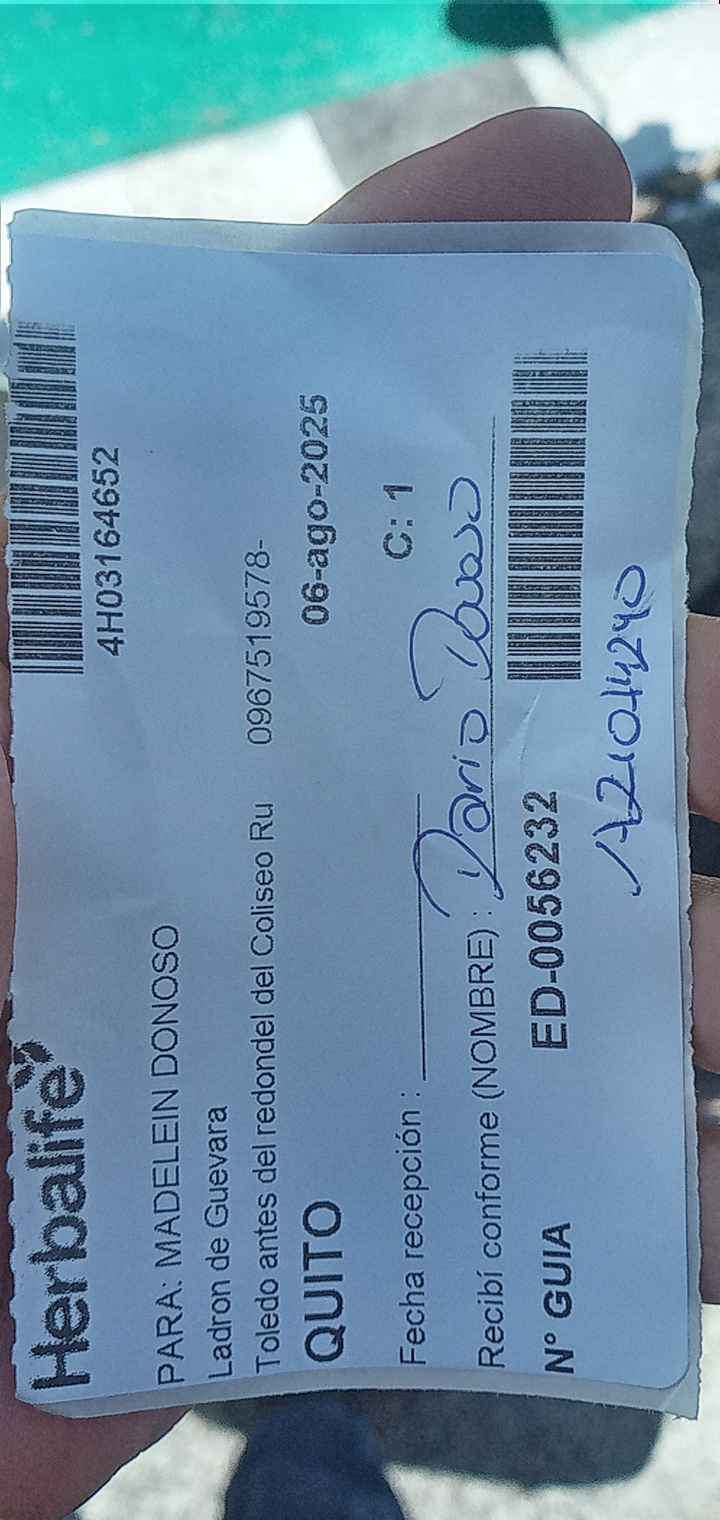 Herbalife
4H03164652
PARA: MADELEIN DONOSO
Ladron de Guevara
Toledo antes del redondel del Coliseo Ru 0967519578-
QUITO 06-ago-2025
Fecha recepción : C: 1
Recibí conforme (NOMBRE) : Dario
Nº GUIA ED-0056232